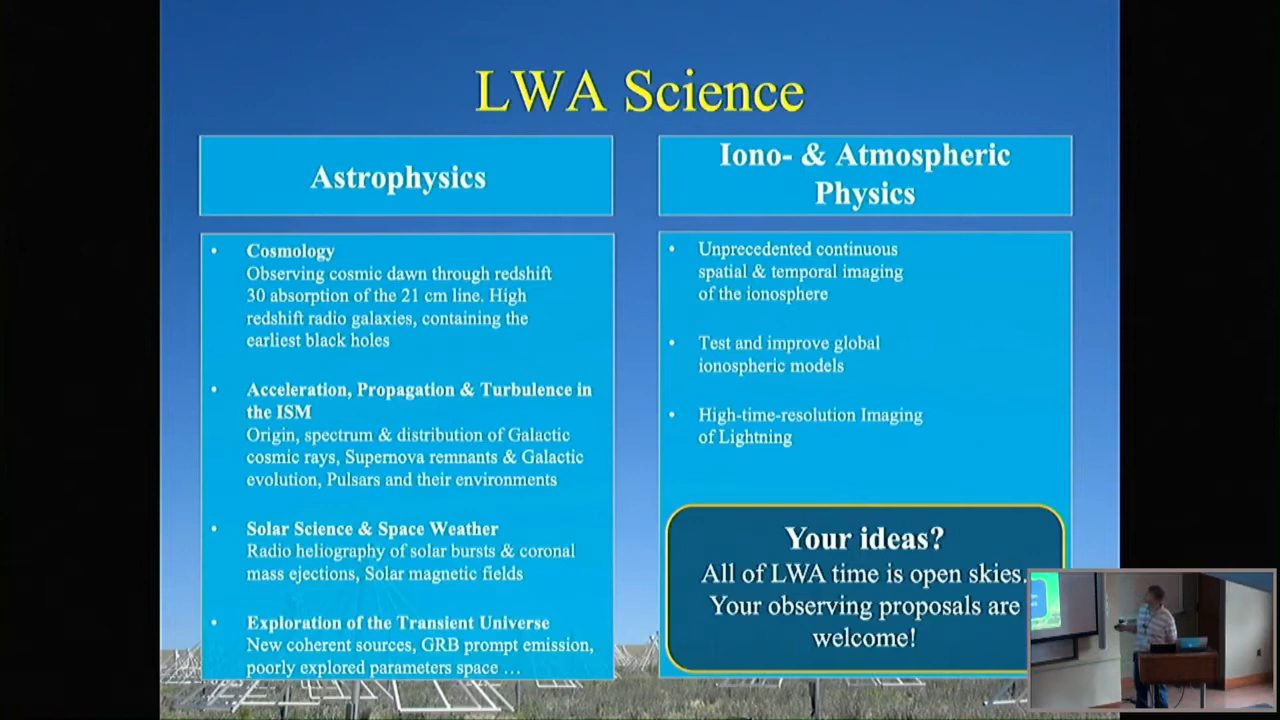 LWA Science
Astrophysics
Iono- & Atmospheric
Physics
• Cosmology
Observing cosmic dawn through redshift
30 absorption of the 21 cm line. High
redshift radio galaxies, containing the
earliest black holes
• Acceleration, Propagation & Turbulence in
the ISM
Origin, spectrum & distribution of Galactic
cosmic rays, Supernova remnants & Galactic
evolution, Pulsars and their environments
• Solar Science & Space Weather
Radio heliography of solar bursts & coronal
mass ejections, Solar magnetic fields
• Exploration of the Transient Universe
New coherent sources, GRB prompt emission,
poorly explored parameters space …
• Unprecedented continuous
spatial & temporal imaging
of the ionosphere
• Test and improve global
ionospheric models
• High-time-resolution Imaging
of Lightning
Your ideas?
All of LWA time is open skies.
Your observing proposals are
welcome!